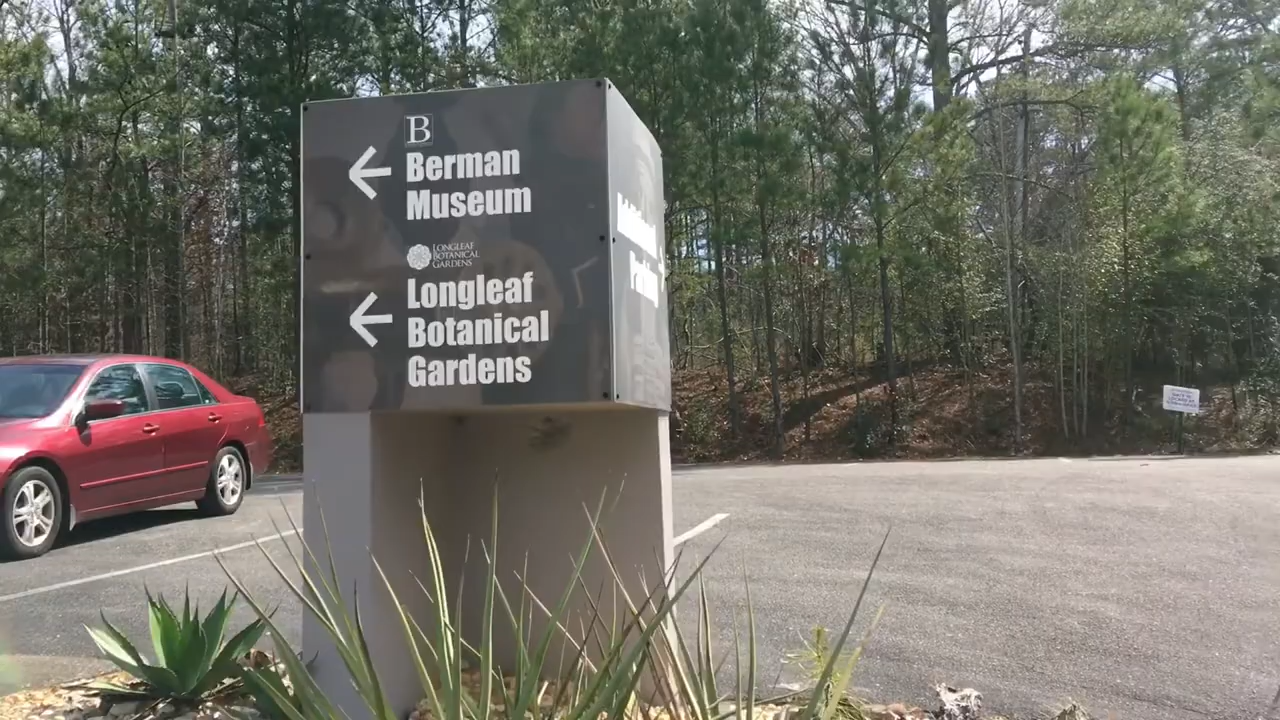 B
Berman
Museum
LONGLEAF
BOTANICAL
GARDENS
Longleaf
Botanical
Gardens